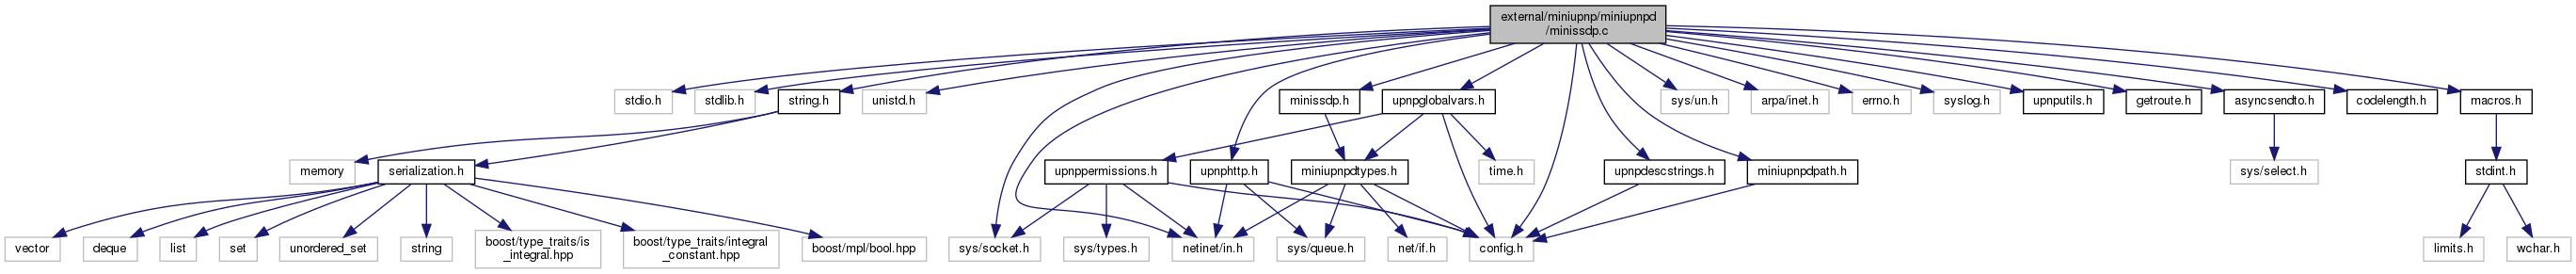 external/miniupnp/miniupnpd
/minissdp.c
stdio.h
stdlib.h
string.h
unistd.h
minissdp.h
upnpglobalvars.h
sys/un.h
arpa/inet.h
errno.h
syslog.h
upnputils.h
getroute.h
asyncsendto.h
codelength.h
macros.h
memory
serialization.h
upnppermissions.h
upnphttp.h
miniupnpdtypes.h
time.h
upnpdescstrings.h
miniupnpdpath.h
sys/select.h
stdint.h
vector
deque
list
set
unordered_set
string
boost/type_traits/is
_integral.hpp
boost/type_traits/integral
_constant.hpp
boost/mpl/bool.hpp
sys/socket.h
sys/types.h
netinet/in.h
sys/queue.h
net/if.h
config.h
limits.h
wchar.h